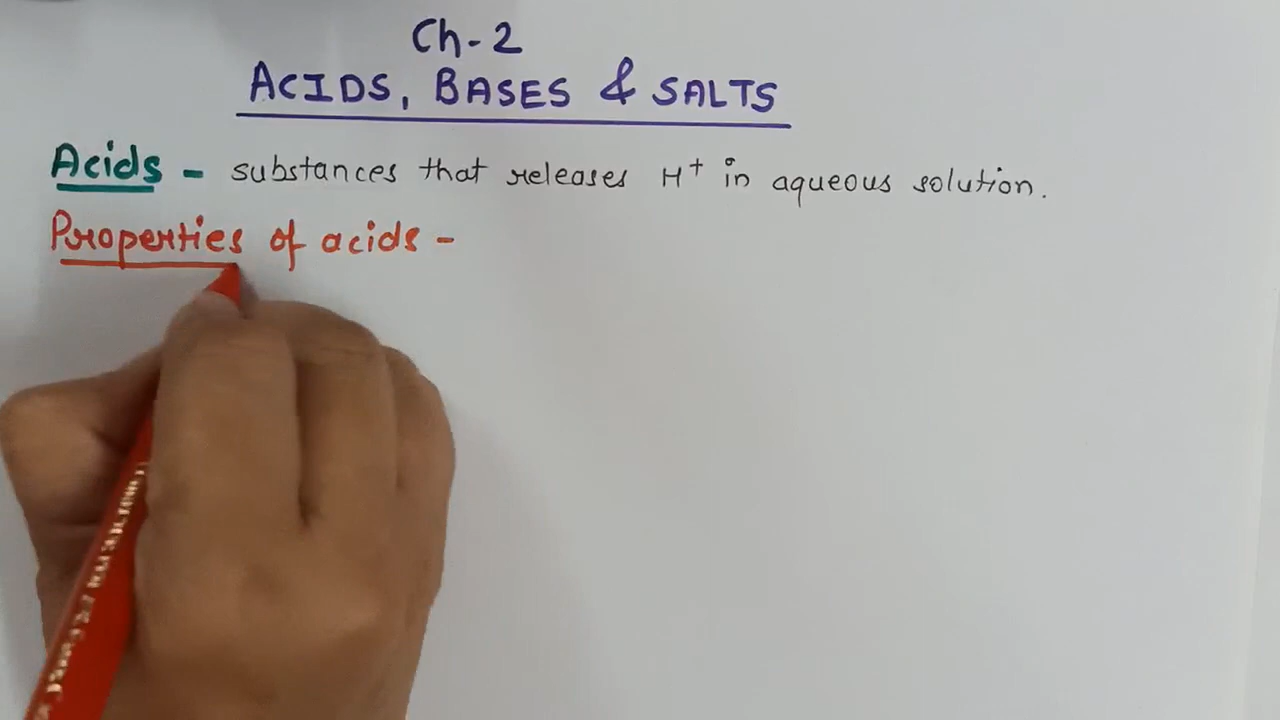 Ch-2
ACIDS, BASES & SALTS
Acids - substances that releases H⁺ in aqueous solution.
Properties of acids -